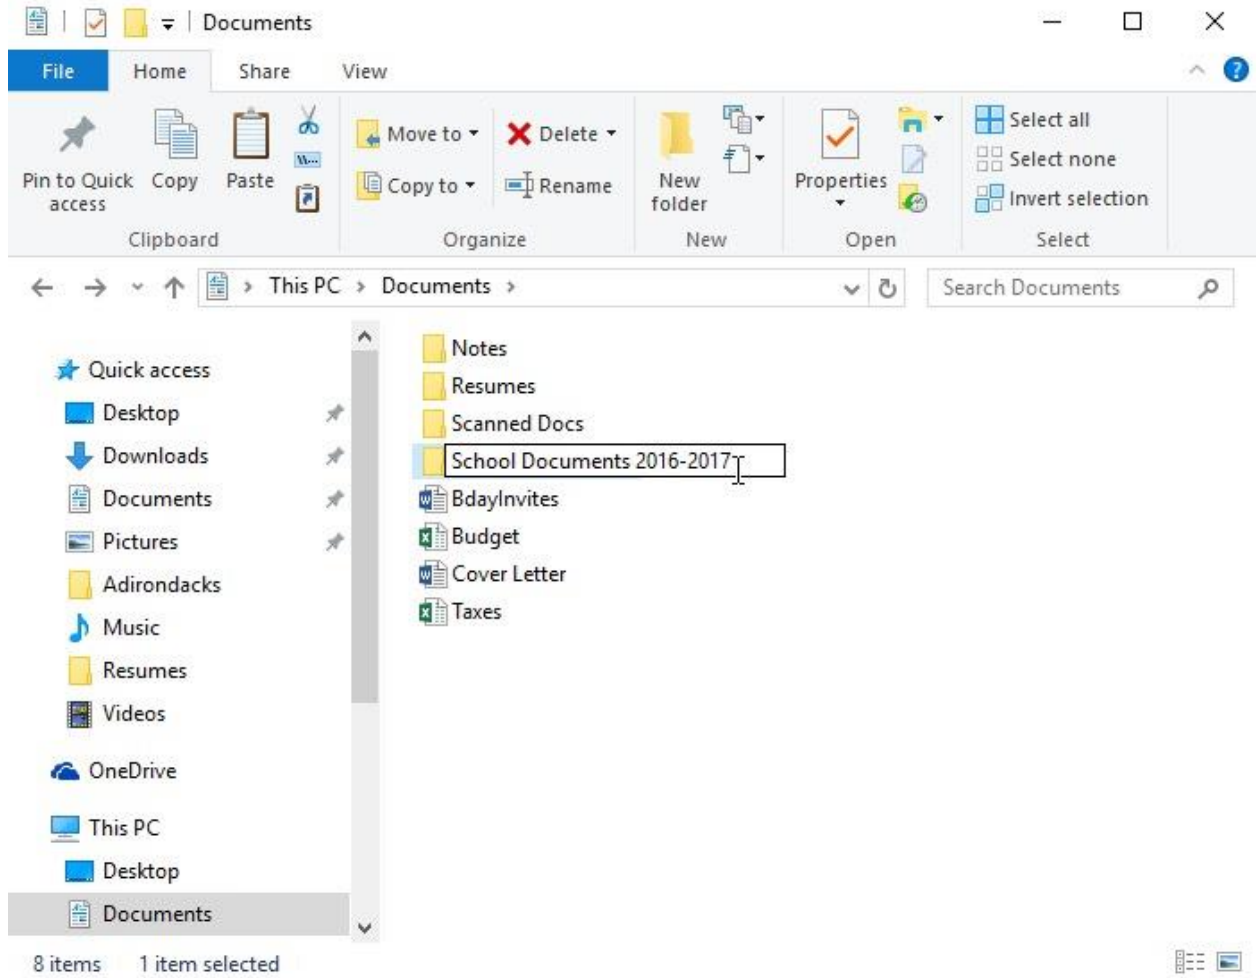 Documents
File Home Share View
Pin to Quick access
Copy
Paste
Clipboard
Move to
Copy to
Delete
Rename
Organize
New folder
New
Properties
Open
Select all
Select none
Invert selection
Select
This PC > Documents >
Search Documents
Quick access
Desktop
Downloads
Documents
Pictures
Adirondacks
Music
Resumes
Videos
OneDrive
This PC
Desktop
Documents
Notes
Resumes
Scanned Docs
School Documents 2016-2017
BdayInvites
Budget
Cover Letter
Taxes
8 items 1 item selected